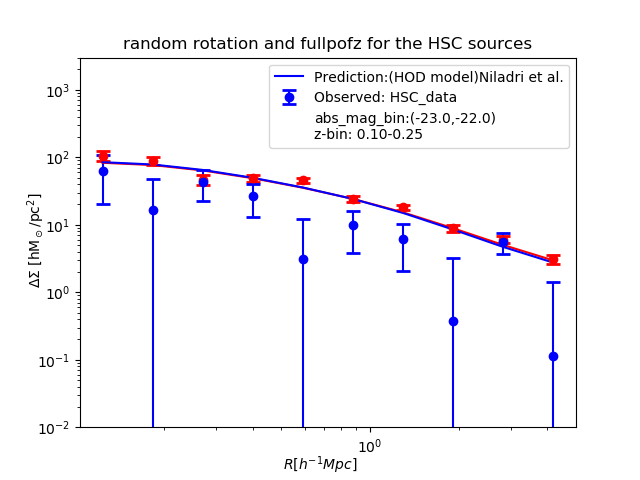 random rotation and fullpofz for the HSC sources
Prediction:(HOD model)Niladri et al.
Observed: HSC_data
abs_mag_bin:(-23.0,-22.0)
z-bin: 0.10-0.25
10³
10²
10¹
10⁰
10⁻¹
10⁻²
ΔΣ [hM⊙/pc²]
10⁰
R[h⁻¹Mpc]